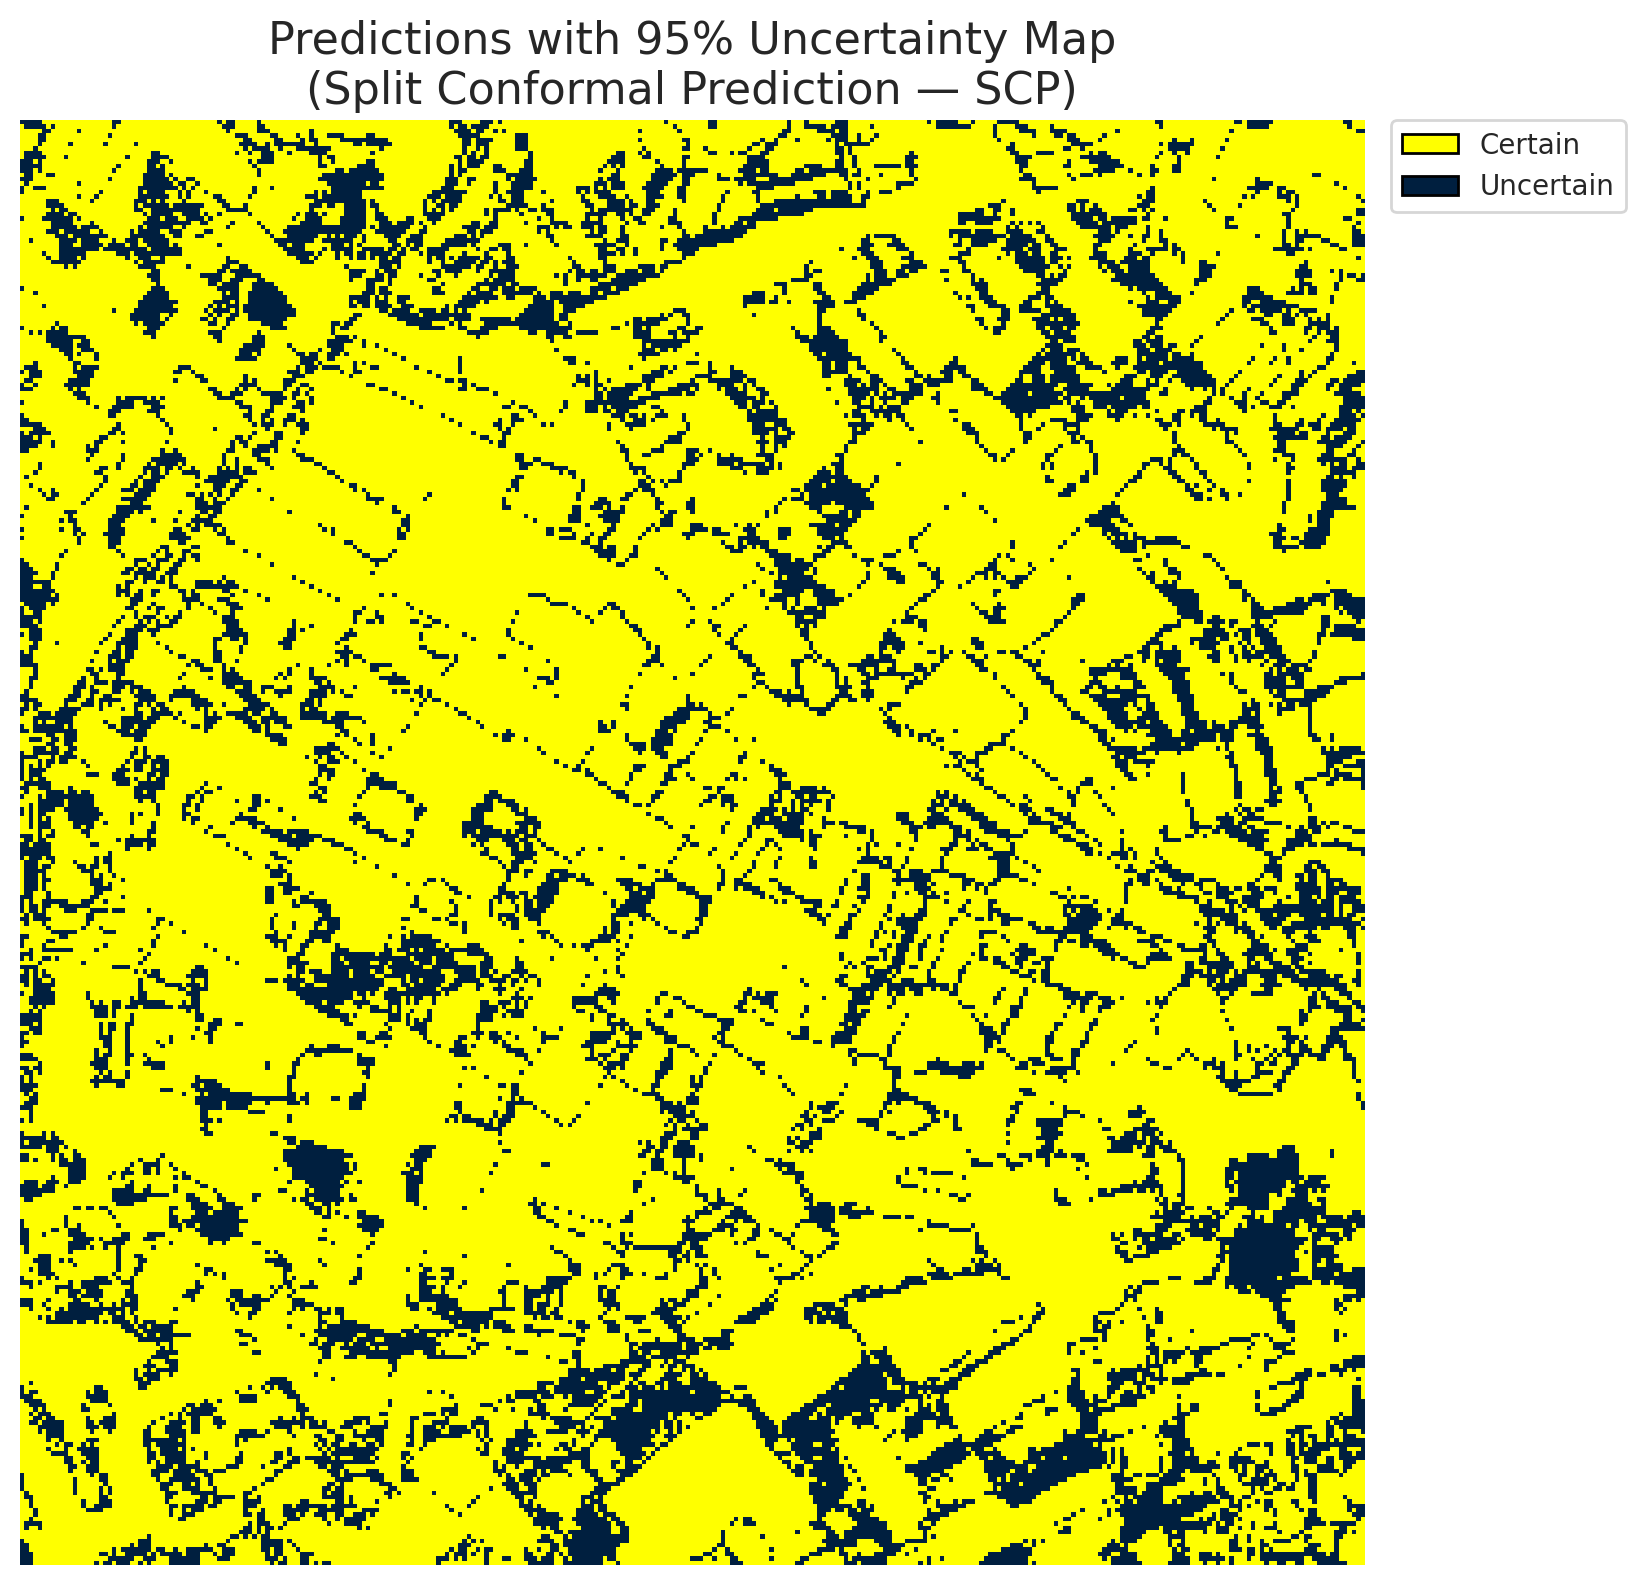 Predictions with 95% Uncertainty Map
(Split Conformal Prediction — SCP)
Certain
Uncertain